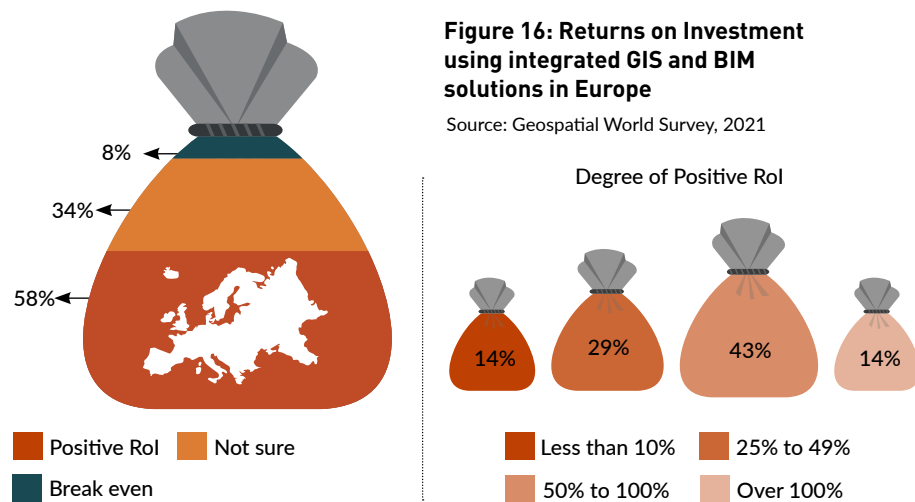 Figure 16: Returns on Investment
using integrated GIS and BIM
solutions in Europe
Source: Geospatial World Survey, 2021
8%
34%
58%
Positive RoI
Not sure
Break even
Degree of Positive RoI
14%
29%
43%
14%
Less than 10%
25% to 49%
50% to 100%
Over 100%